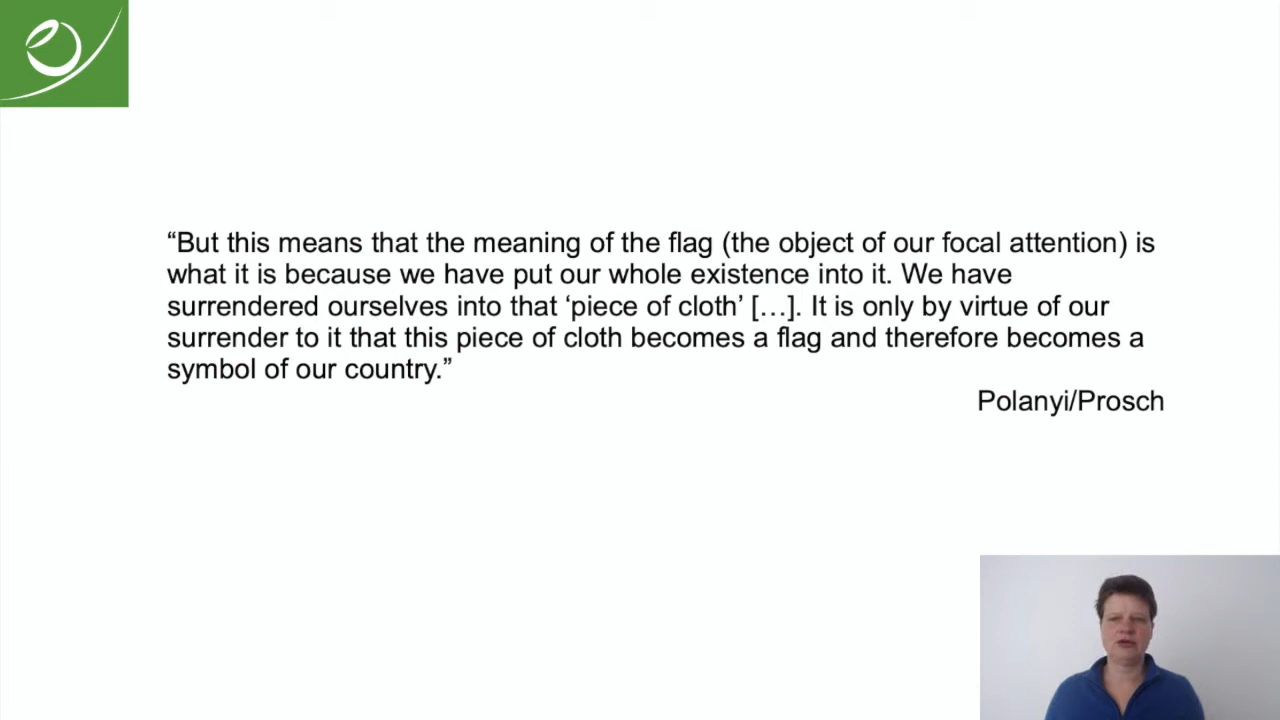 “But this means that the meaning of the flag (the object of our focal attention) is
what it is because we have put our whole existence into it. We have
surrendered ourselves into that ‘piece of cloth’ […]. It is only by virtue of our
surrender to it that this piece of cloth becomes a flag and therefore becomes a
symbol of our country.”
Polanyi/Prosch